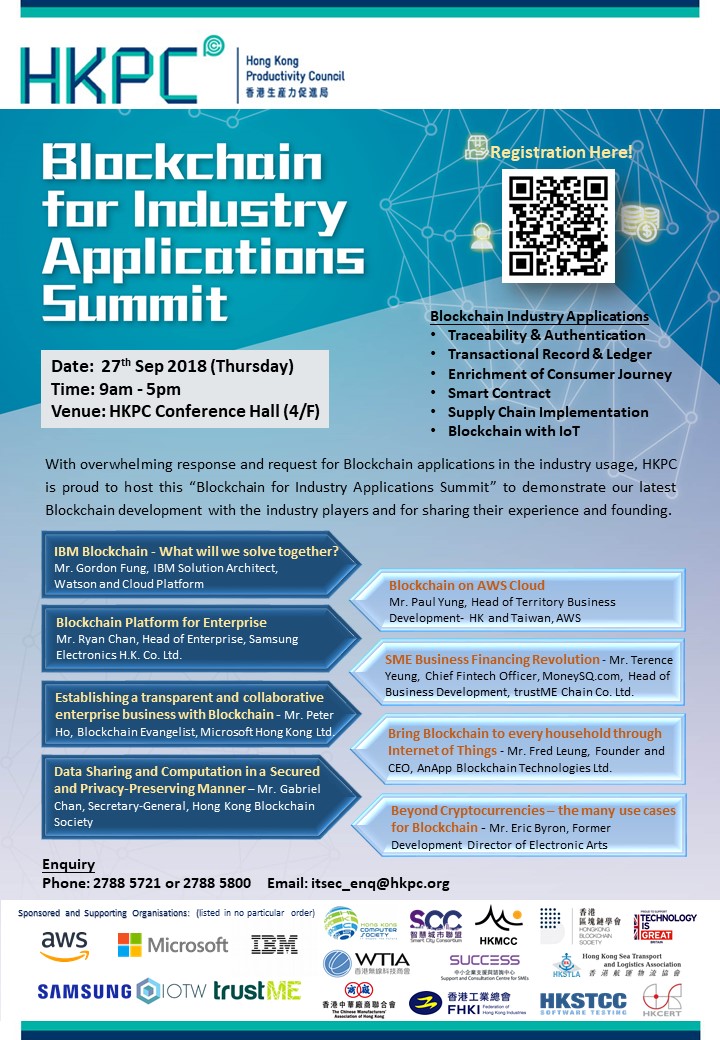 HKPC
Hong Kong
Productivity Council
香港生產力促進局
Blockchain
for Industry
Applications
Summit
Registration Here!
Date: 27th Sep 2018 (Thursday)
Time: 9am - 5pm
Venue: HKPC Conference Hall (4/F)
Blockchain Industry Applications
• Traceability & Authentication
• Transactional Record & Ledger
• Enrichment of Consumer Journey
• Smart Contract
• Supply Chain Implementation
• Blockchain with IoT
With overwhelming response and request for Blockchain applications in the industry usage, HKPC
is proud to host this “Blockchain for Industry Applications Summit” to demonstrate our latest
Blockchain development with the industry players and for sharing their experience and founding.
IBM Blockchain - What will we solve together?
Mr. Gordon Fung, IBM Solution Architect,
Watson and Cloud Platform
Blockchain on AWS Cloud
Mr. Paul Yung, Head of Territory Business
Development- HK and Taiwan, AWS
Blockchain Platform for Enterprise
Mr. Ryan Chan, Head of Enterprise, Samsung
Electronics H.K. Co. Ltd.
SME Business Financing Revolution - Mr. Terence
Yeung, Chief Fintech Officer, MoneySQ.com, Head of
Business Development, trustME Chain Co. Ltd.
Establishing a transparent and collaborative
enterprise business with Blockchain - Mr. Peter
Ho, Blockchain Evangelist, Microsoft Hong Kong Ltd.
Bring Blockchain to every household through
Internet of Things - Mr. Fred Leung, Founder and
CEO, AnApp Blockchain Technologies Ltd.
Data Sharing and Computation in a Secured
and Privacy-Preserving Manner – Mr. Gabriel
Chan, Secretary-General, Hong Kong Blockchain
Society
Beyond Cryptocurrencies – the many use cases
for Blockchain - Mr. Eric Byron, Former
Development Director of Electronic Arts
Enquiry
Phone: 2788 5721 or 2788 5800 Email: itsec_enq@hkpc.org
Sponsored and Supporting Organisations: (listed in no particular order)
aws
Microsoft
IBM
SAMSUNG
IOTW
trustME
HONG KONG
COMPUTER
SOCIETY
SCC
智慧城市聯盟
Smart City Consortium
HKMCC
香港
區塊鏈學會
HONGKONG
BLOCKCHAIN
SOCIETY
TECHNOLOGY
IS
GREAT
BRITAIN
WTIA
香港無線科技商會
SUCCESS
中小企業支援與諮詢中心
Support and Consultation Centre for SMEs
HKSTLA
Hong Kong Sea Transport
and Logistics Association
香港航運物流協會
香港中華廠商聯合會
The Chinese Manufacturers'
Association of Hong Kong
香港工業總會
FHKI
Federation of
Hong Kong Industries
HKSTCC
SOFTWARE TESTING
HKCERT